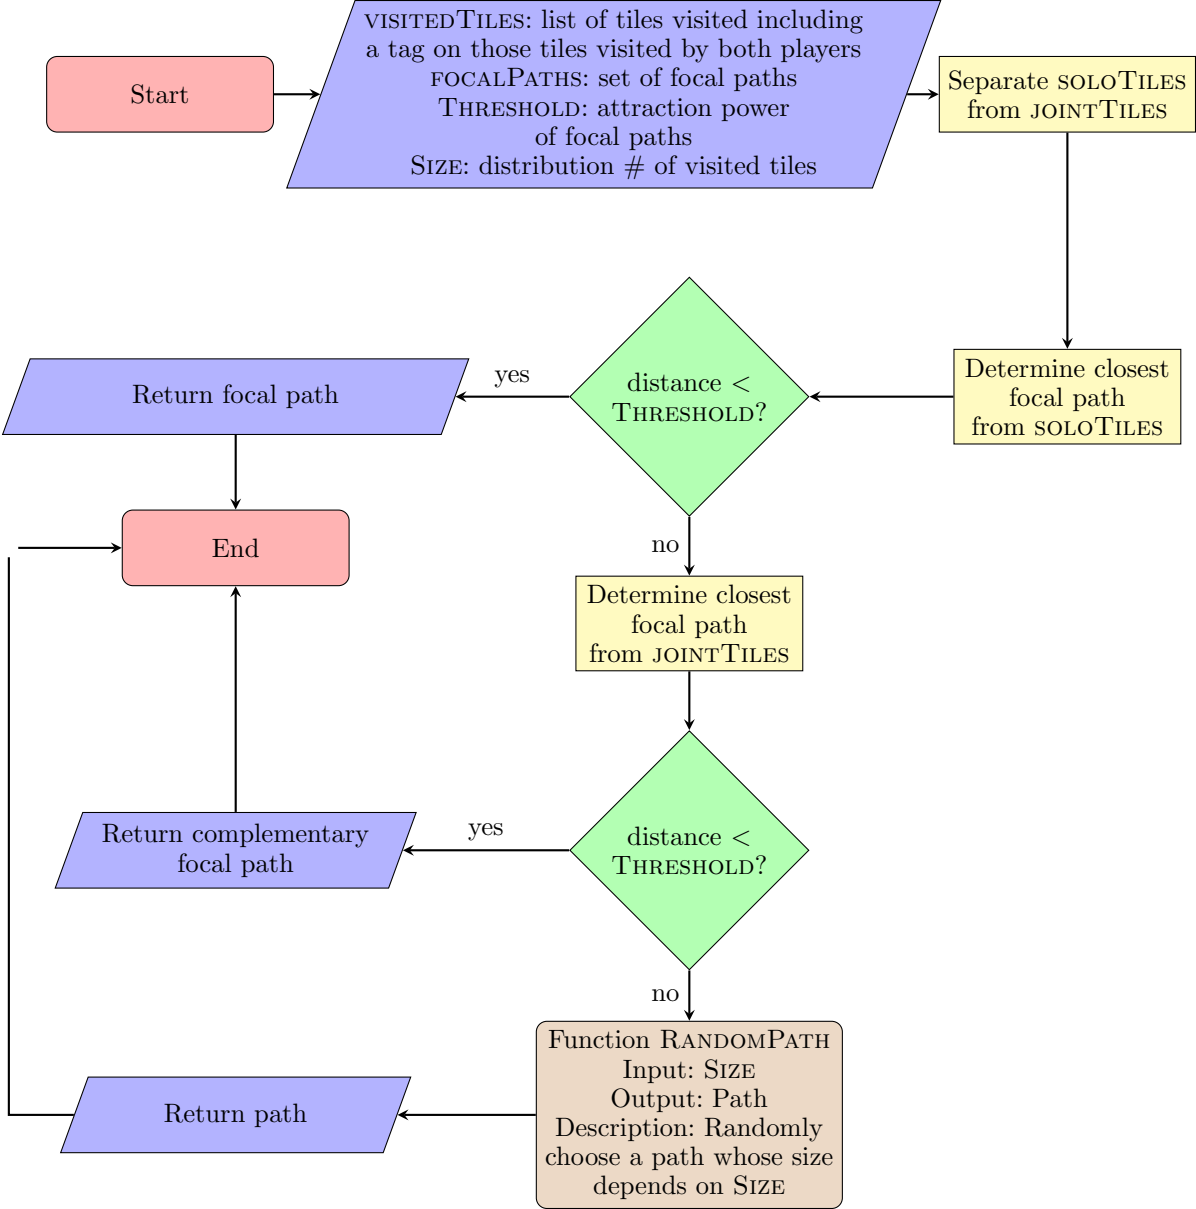 Start
VISITEDTILES: list of tiles visited including
a tag on those tiles visited by both players
FOCALPATHS: set of focal paths
THRESHOLD: attraction power
of focal paths
SIZE: distribution # of visited tiles
Separate SOLOTILES
from JOINTTILES
Determine closest
focal path
from SOLOTILES
distance <
THRESHOLD?
yes
Return focal path
End
no
Determine closest
focal path
from JOINTTILES
distance <
THRESHOLD?
yes
Return complementary
focal path
no
Function RANDOMPATH
Input: SIZE
Output: Path
Description: Randomly
choose a path whose size
depends on SIZE
Return path